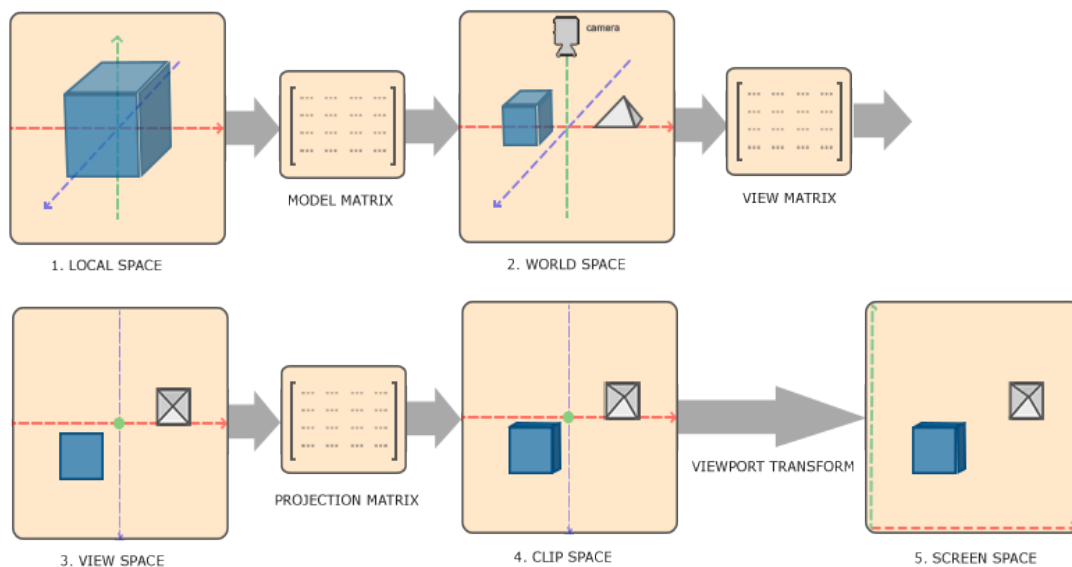 camera
MODEL MATRIX
VIEW MATRIX
1. LOCAL SPACE
2. WORLD SPACE
VIEWPORT TRANSFORM
PROJECTION MATRIX
3. VIEW SPACE
4. CLIP SPACE
5. SCREEN SPACE